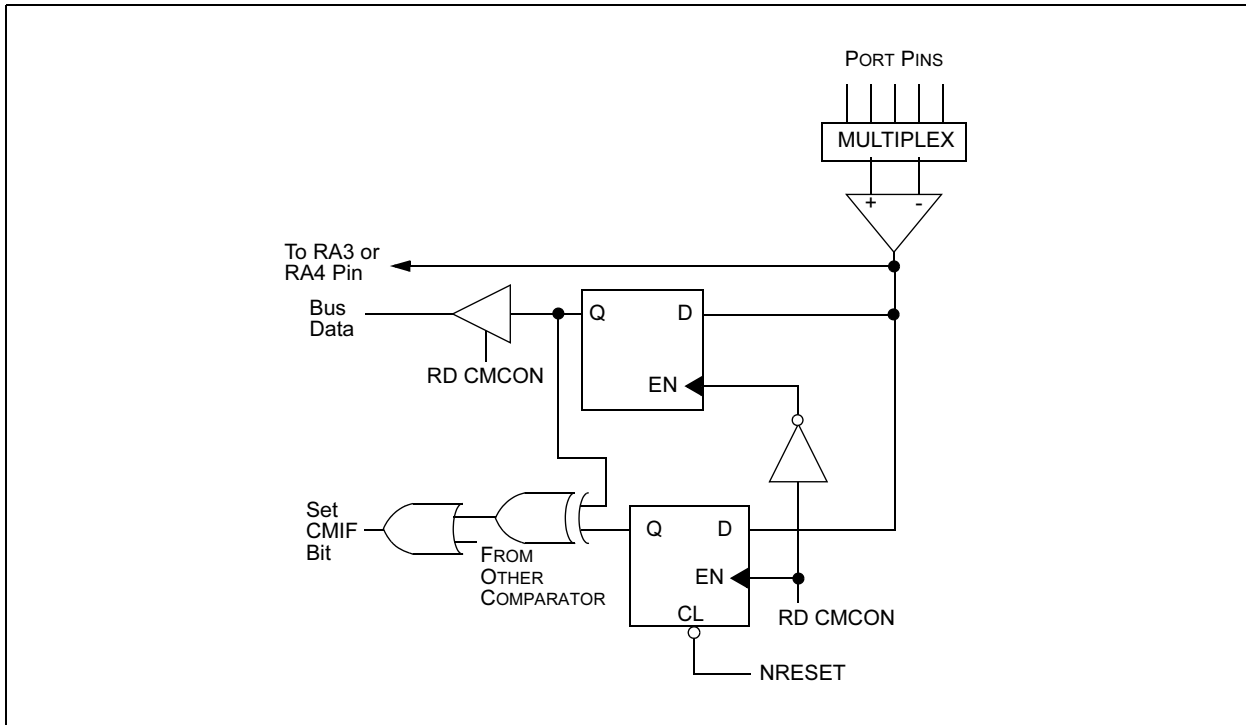 PORT PINS
MULTIPLEX
+ -
To RA3 or
RA4 Pin
Bus
Data
Q D
EN
RD CMCON
Set
CMIF
Bit
FROM
OTHER
COMPARATOR
Q D
EN
CL
RD CMCON
NRESET